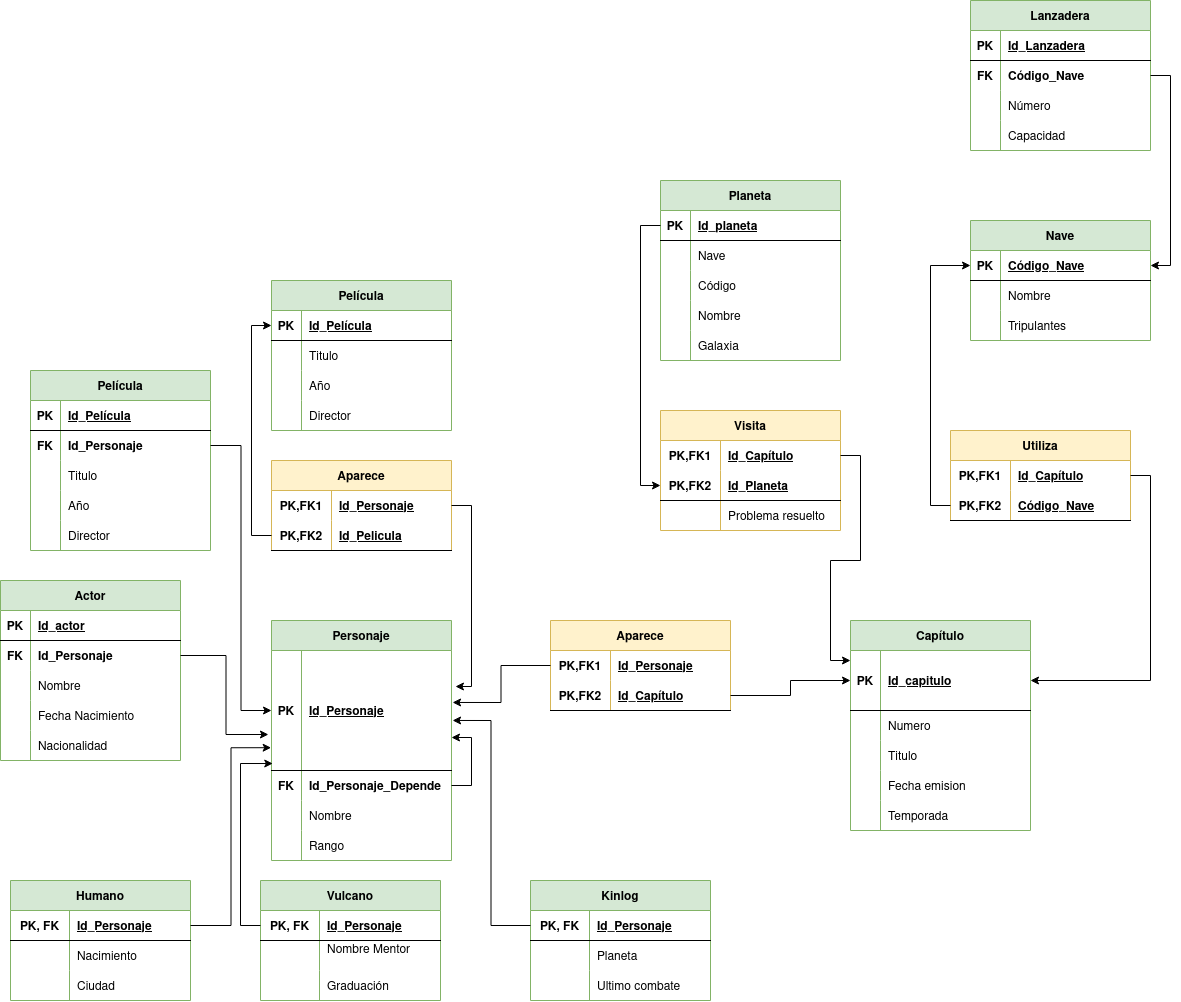 Lanzadera
PK Id_Lanzadera
FK Código_Nave
Número
Capacidad
Planeta
PK Id_planeta
Nave
Código
Nombre
Galaxia
Nave
PK Código_Nave
Nombre
Tripulantes
Película
PK Id_Película
Titulo
Año
Director
Película
PK Id_Película
FK Id_Personaje
Titulo
Año
Director
Aparece
PK,FK1 Id_Personaje
PK,FK2 Id_Pelicula
Visita
PK,FK1 Id_Capítulo
PK,FK2 Id_Planeta
Problema resuelto
Utiliza
PK,FK1 Id_Capítulo
PK,FK2 Código_Nave
Actor
PK Id_actor
FK Id_Personaje
Nombre
Fecha Nacimiento
Nacionalidad
Personaje
PK Id_Personaje
FK Id_Personaje_Depende
Nombre
Rango
Aparece
PK,FK1 Id_Personaje
PK,FK2 Id_Capítulo
Capítulo
PK Id_capitulo
Numero
Titulo
Fecha emision
Temporada
Humano
PK, FK Id_Personaje
Nacimiento
Ciudad
Vulcano
PK, FK Id_Personaje
Nombre Mentor
Graduación
Kinlog
PK, FK Id_Personaje
Planeta
Ultimo combate